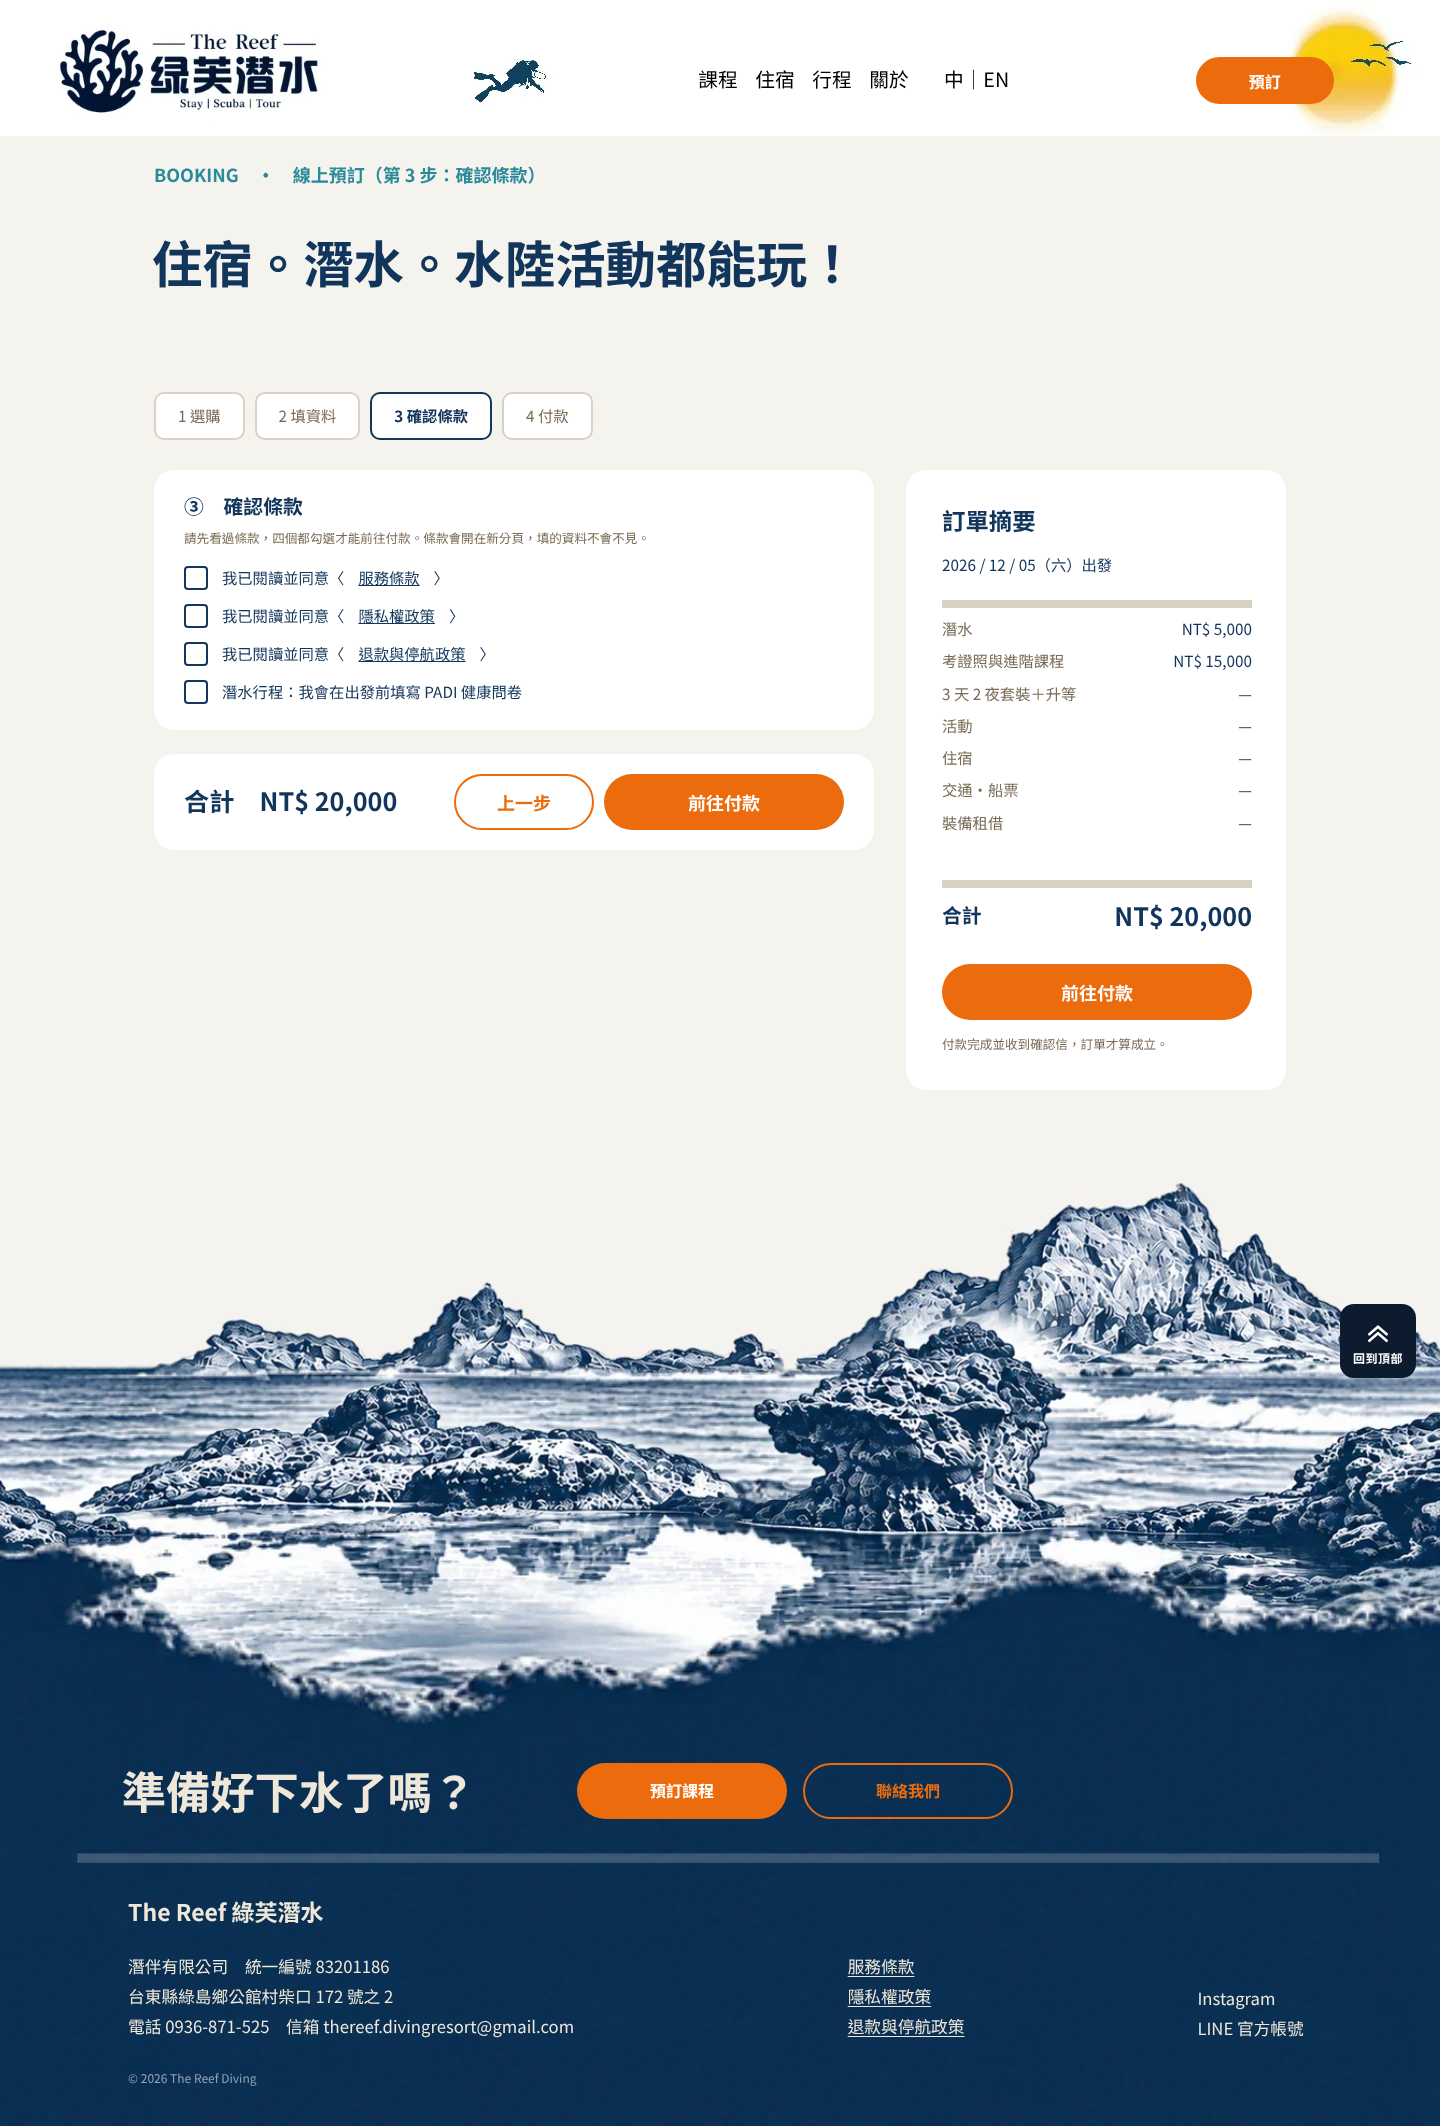 The Reef
绿芙潜水
Stay | Scuba | Tour
課程 住宿 行程 關於 中｜EN
預訂
BOOKING ・ 線上預訂（第 3 步：確認條款）
住宿。潛水。水陸活動都能玩！
1 選購
2 填資料
3 確認條款
4 付款
③ 確認條款
請先看過條款，四個都勾選才能前往付款。條款會開在新分頁，填的資料不會不見。
我已閱讀並同意〈 服務條款 〉
我已閱讀並同意〈 隱私權政策 〉
我已閱讀並同意〈 退款與停航政策 〉
潛水行程：我會在出發前填寫 PADI 健康問卷
合計 NT$ 20,000
上一步
前往付款
訂單摘要
2026 / 12 / 05（六）出發
潛水 NT$ 5,000
考證照與進階課程 NT$ 15,000
3 天 2 夜套裝＋升等 —
活動 —
住宿 —
交通・船票 —
裝備租借 —
合計 NT$ 20,000
前往付款
付款完成並收到確認信，訂單才算成立。
回到頂部
準備好下水了嗎？
預訂課程
聯絡我們
The Reef 綠芙潛水
潛伴有限公司 統一編號 83201186
台東縣綠島鄉公館村柴口 172 號之 2
電話 0936-871-525 信箱 thereef.divingresort@gmail.com
服務條款
隱私權政策
退款與停航政策
Instagram
LINE 官方帳號
© 2026 The Reef Diving